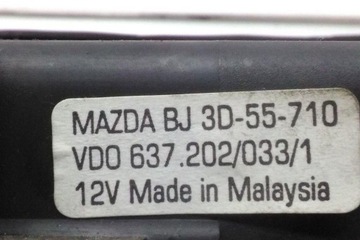 MAZDA BJ 3D-55-710
VDO 637.202/033/1
12V Made in Malaysia